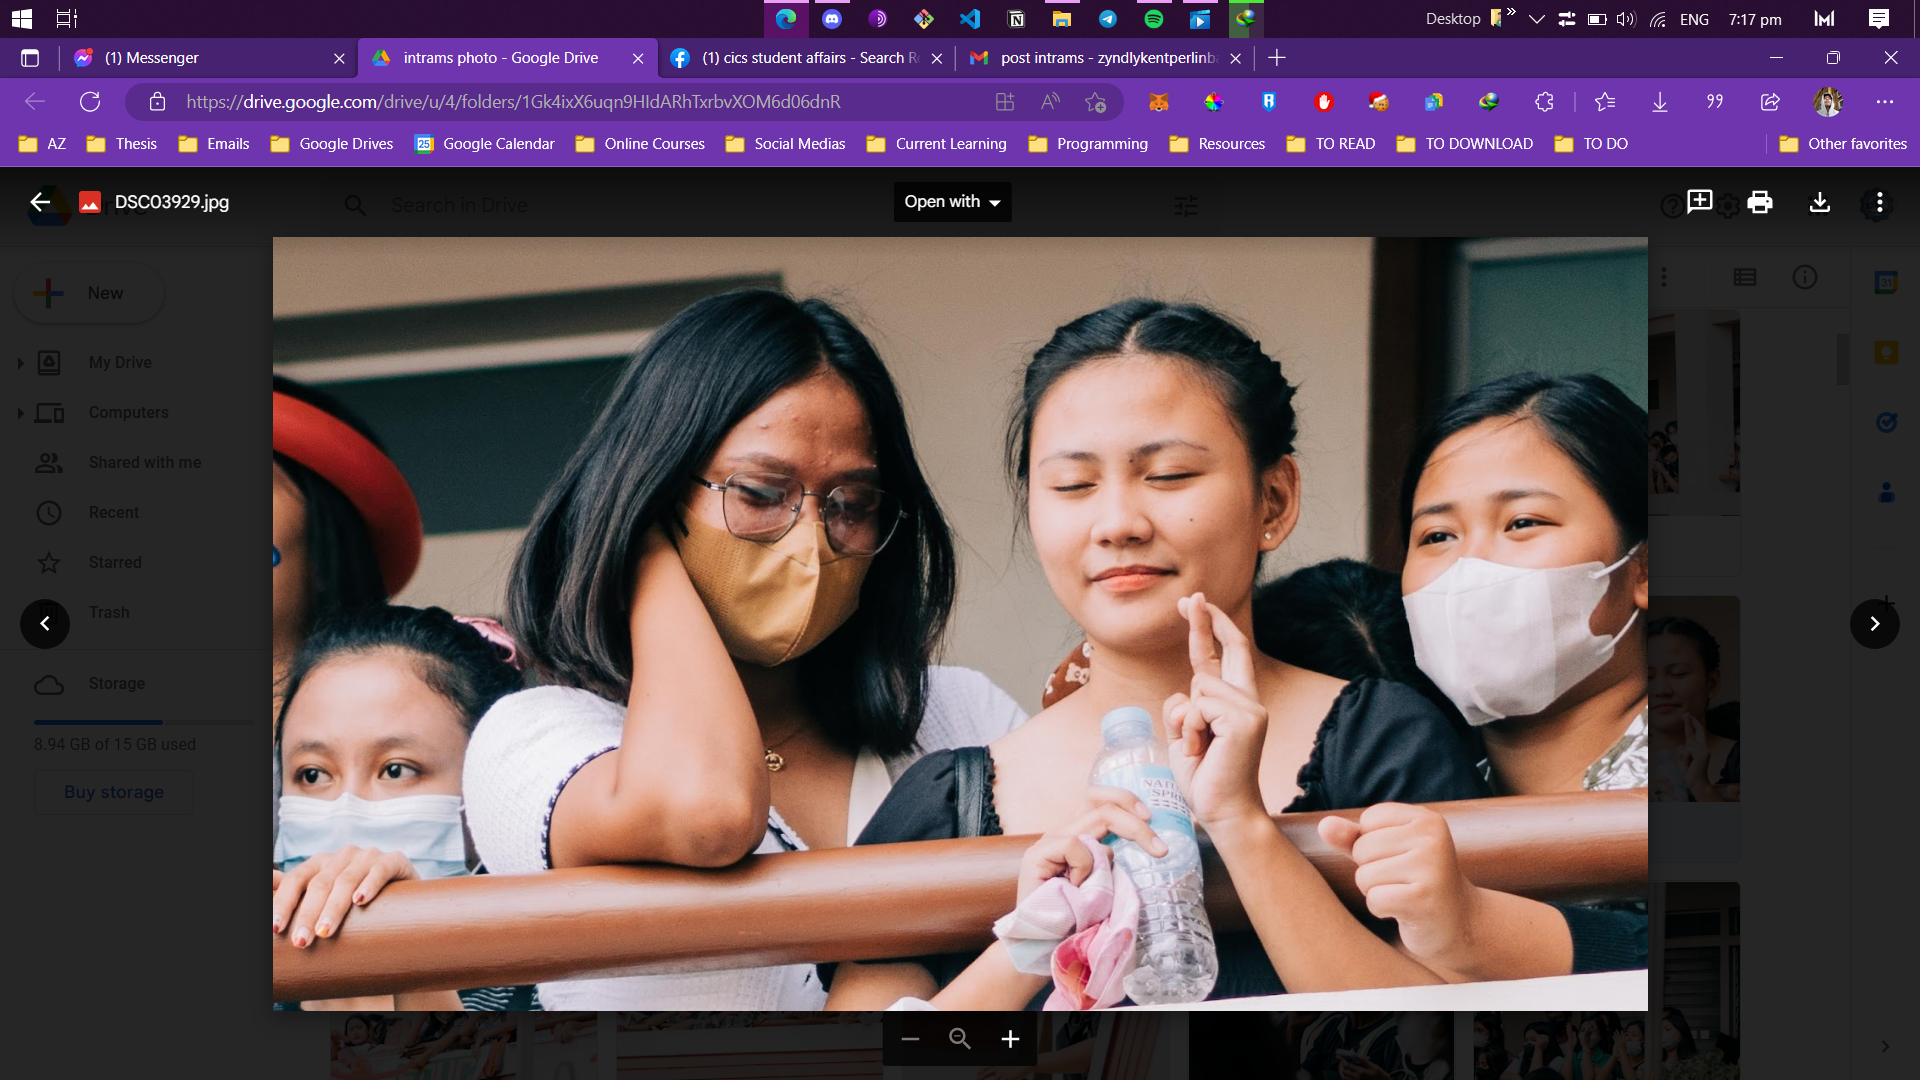 Desktop
»
ENG
7:17 pm
(1) Messenger
intrams photo - Google Drive
(1) cics student affairs - Search R
post intrams - zyndlykentperlinb
https://drive.google.com/drive/u/4/folders/1Gk4ixX6uqn9HIdARhTxrbvXOM6d06dnR
AZ
Thesis
Emails
Google Drives
25
Google Calendar
Online Courses
Social Medias
Current Learning
Programming
Resources
TO READ
TO DOWNLOAD
TO DO
Other favorites
DSC03929.jpg
Search in Drive
Open with
New
My Drive
Computers
Shared with me
Recent
Starred
Trash
Storage
8.94 GB of 15 GB used
Buy storage
31